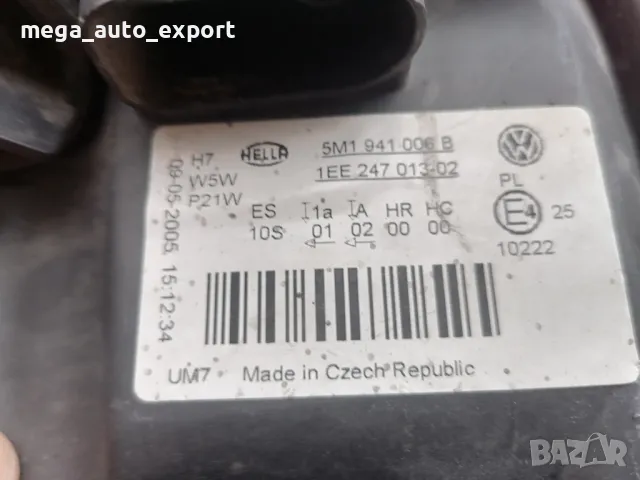 mega_auto_export
H7
W5W
P21W
HELLA
5M1 941 006 B
1EE 247 013-02
PL
ES I1a IA HR HC
10S 01 02 00 00
E4 25
10222
09-05-2005, 15:12:34
UM7 Made in Czech Republic
BAZAR